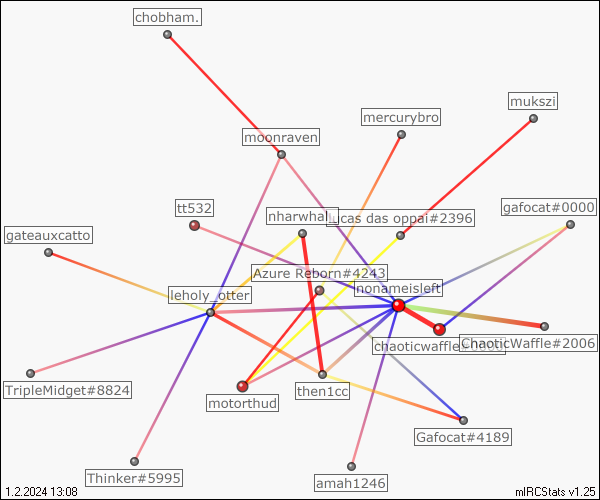 chobham.
mukszi
mercurybro
moonraven
tt532
gafocat#0000
nharwhal
lucas das oppai#2396
gateauxcatto
Azure Reborn#4243
nonameisleft
leholy_otter
ChaoticWaffle#2006
TripleMidget#8824
then1cc
motorthud
Gafocat#4189
Thinker#5995
amah1246
1.2.2024 13:08
mIRCStats v1.25